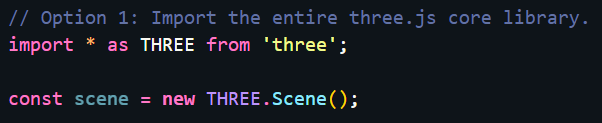 // Option 1: Import the entire three.js core library.
import * as THREE from 'three';
const scene = new THREE.Scene();